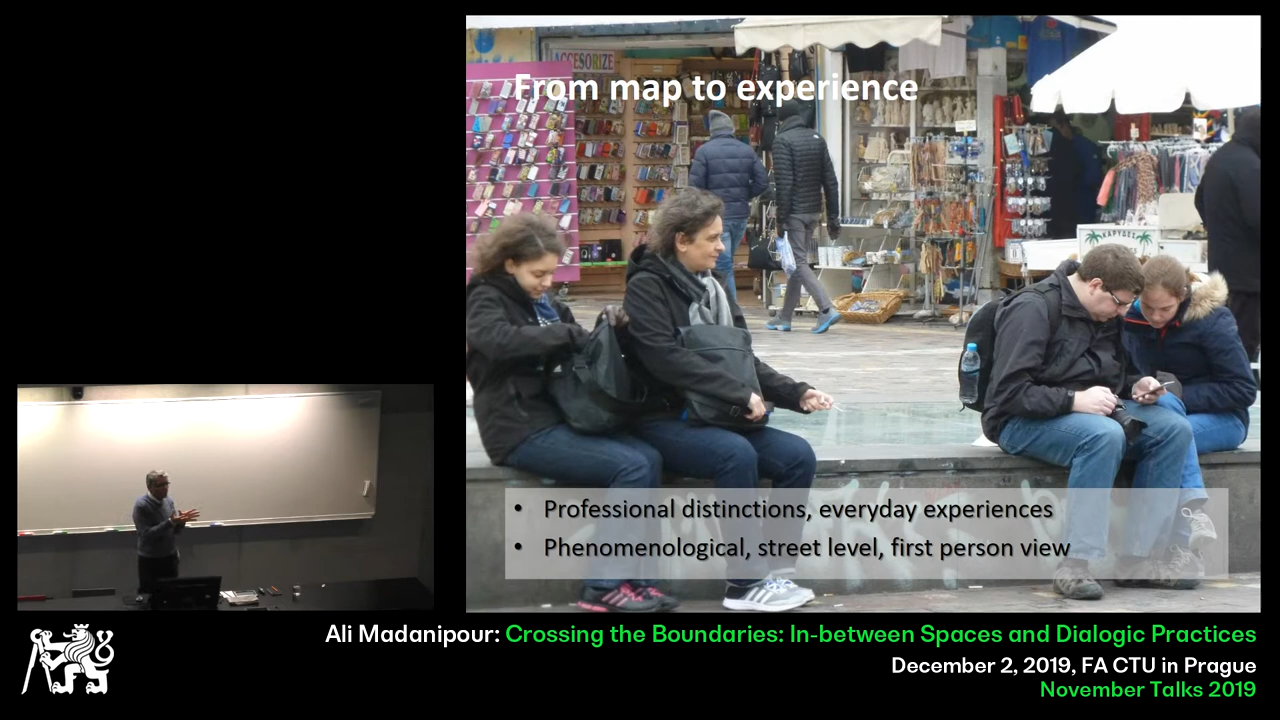 ACCESORIZE
From map to experience
ΚΑΡΥΔΕΣ
• Professional distinctions, everyday experiences
• Phenomenological, street level, first person view
Ali Madanipour: Crossing the Boundaries: In-between Spaces and Dialogic Practices
December 2, 2019, FA CTU in Prague
November Talks 2019